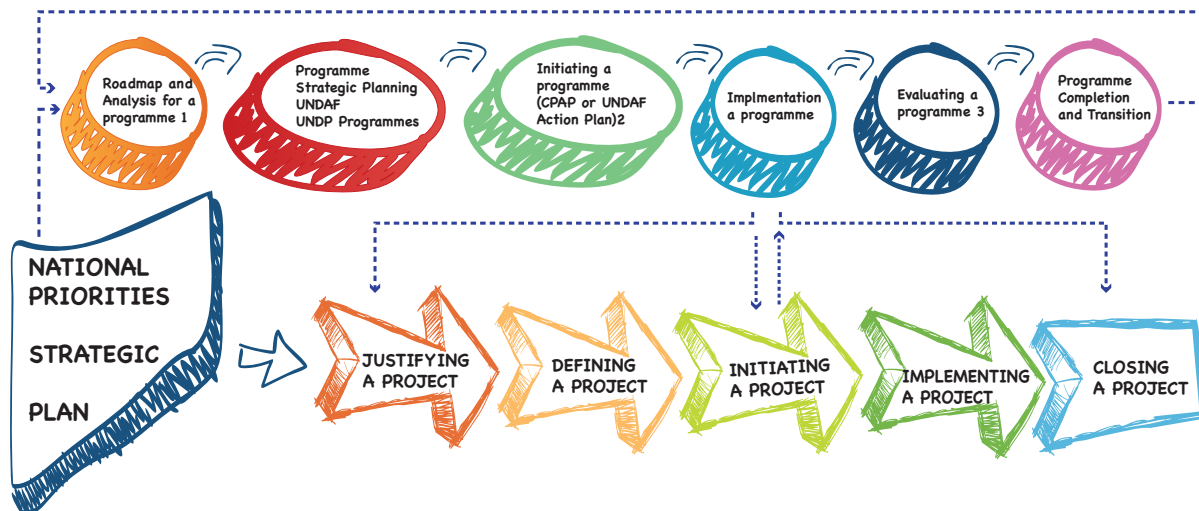 Roadmap and
Analysis for a
programme 1
Programme
Strategic Planning
UNDAF
UNDP Programmes
Initiating a
programme
(CPAP or UNDAF
Action Plan)2
Implmentation
a programme
Evaluating a
programme 3
Programme
Completion
and Transition
NATIONAL
PRIORITIES
STRATEGIC
PLAN
JUSTIFYING
A PROJECT
DEFINING
A PROJECT
INITIATING
A PROJECT
IMPLEMENTING
A PROJECT
CLOSING
A PROJECT